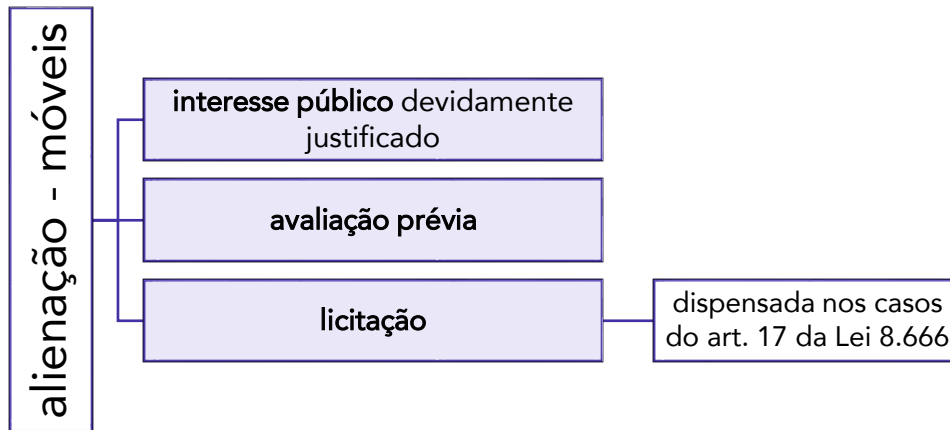 alienação - móveis
interesse público devidamente
justificado
avaliação prévia
licitação
dispensada nos casos
do art. 17 da Lei 8.666